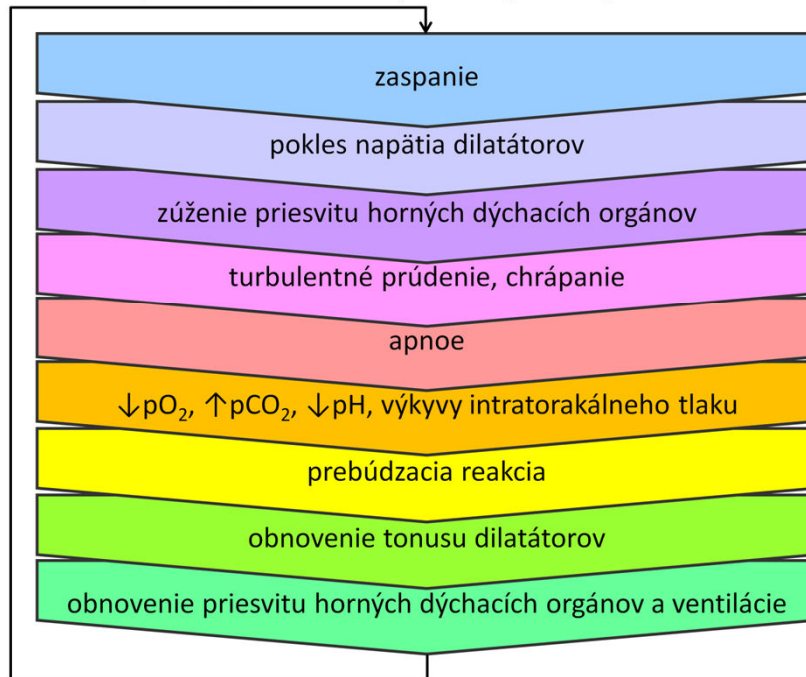 zaspanie
pokles napätia dilatátorov
zúženie priesvitu horných dýchacích orgánov
turbulentné prúdenie, chrápanie
apnoe
↓pO₂, ↑pCO₂, ↓pH, výkyvy intratorakálneho tlaku
prebúdzacia reakcia
obnovenie tonusu dilatátorov
obnovenie priesvitu horných dýchacích orgánov a ventilácie